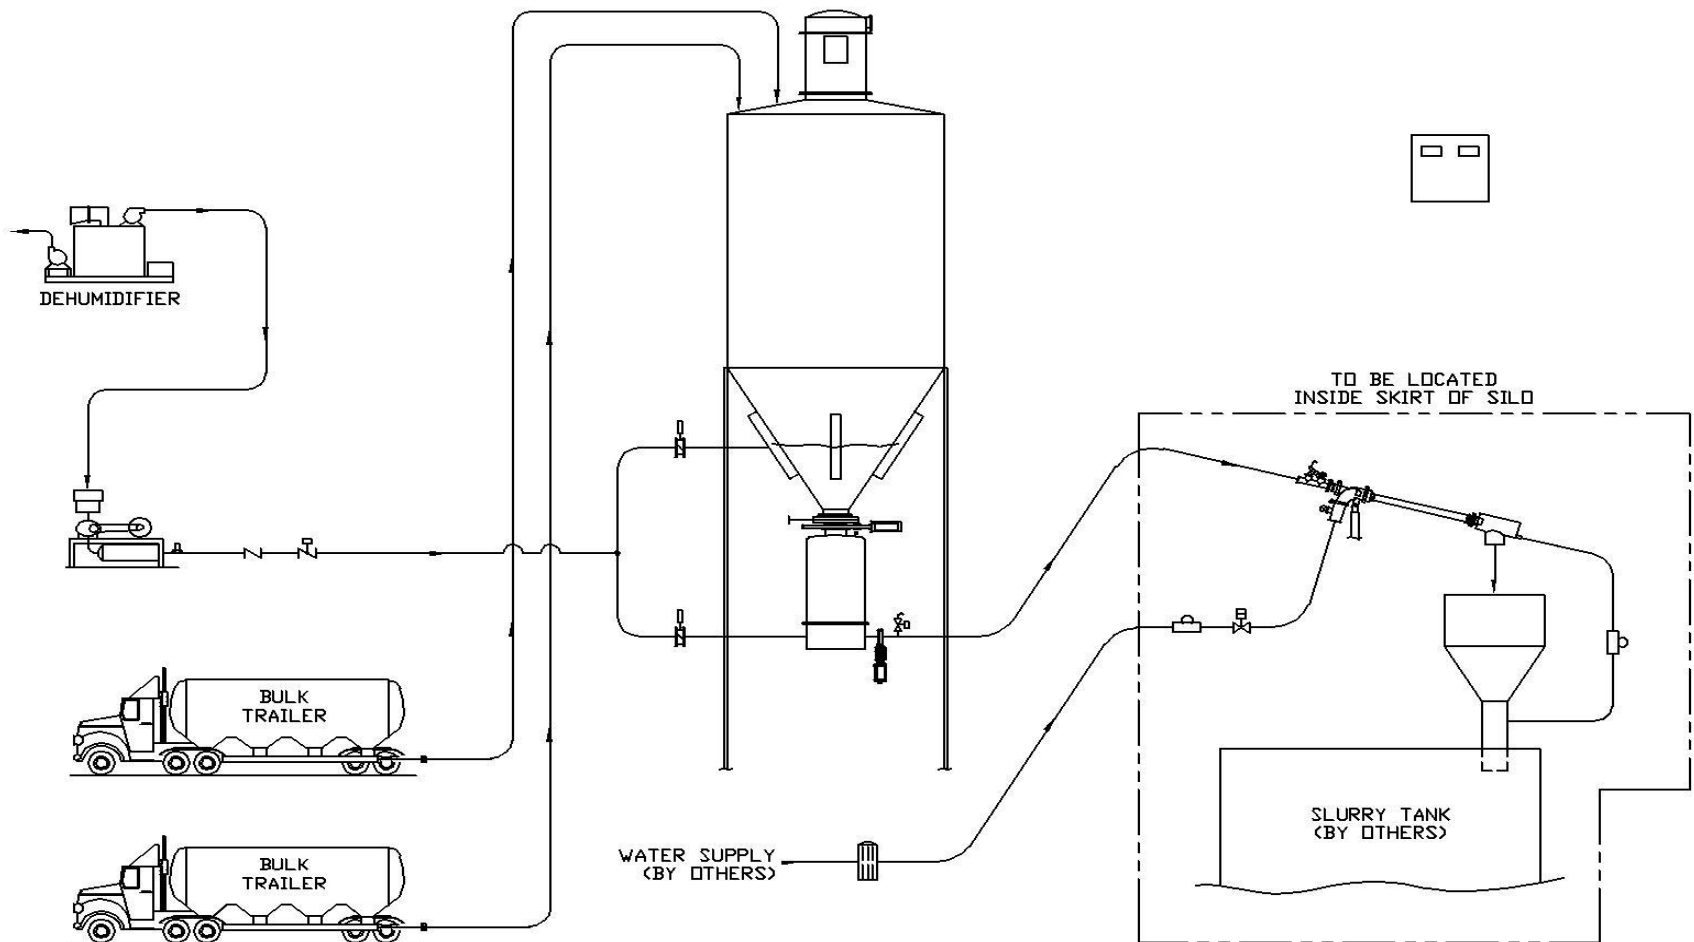 DEHUMIDIFIER
TO BE LOCATED
INSIDE SKIRT OF SILO
BULK
TRAILER
BULK
TRAILER
WATER SUPPLY
(BY OTHERS)
SLURRY TANK
(BY OTHERS)